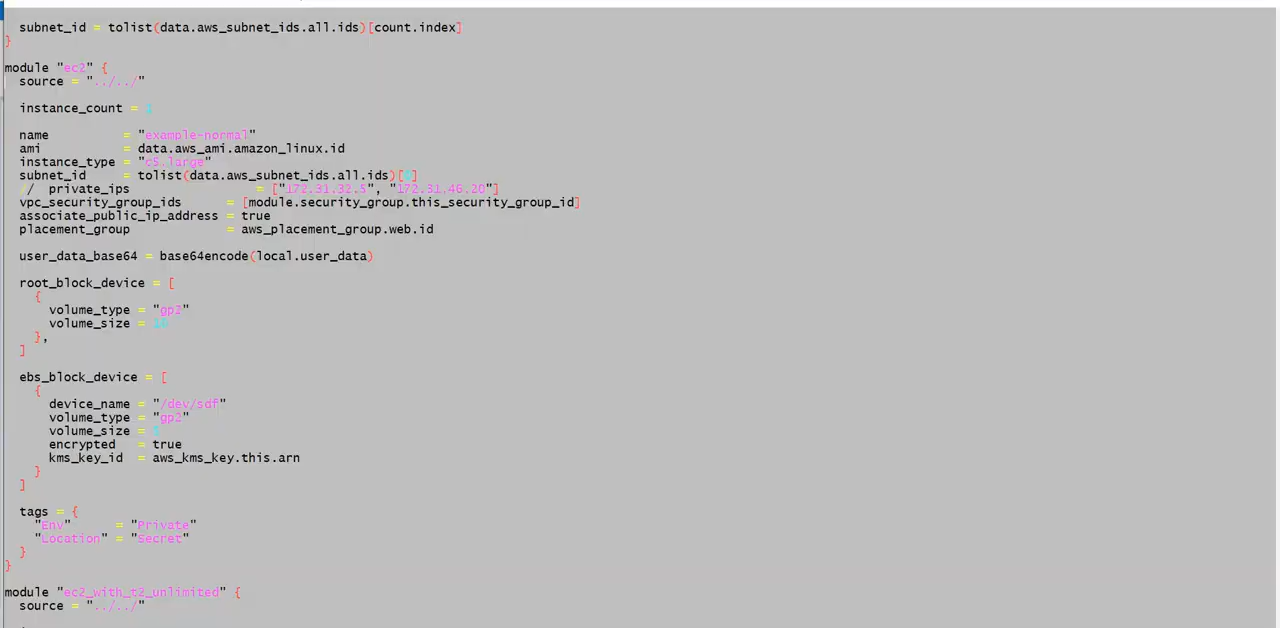 subnet_id = tolist(data.aws_subnet_ids.all.ids)[count.index]
}
module "ec2" {
source = "../../"
instance_count =
name = "example-normal"
ami = data.aws_ami.amazon_linux.id
instance_type = "c5.large"
subnet_id = tolist(data.aws_subnet_ids.all.ids)[]
// private_ips = ["172.31.32.5", "172.31.46.20"]
vpc_security_group_ids = [module.security_group.this_security_group_id]
associate_public_ip_address = true
placement_group = aws_placement_group.web.id
user_data_base64 = base64encode(local.user_data)
root_block_device = [
{
volume_type = "gp2"
volume_size = 10
},
]
ebs_block_device = [
{
device_name = "/dev/sdf"
volume_type = "gp2"
volume_size =
encrypted = true
kms_key_id = aws_kms_key.this.arn
}
]
tags = {
"Env" = "Private"
"Location" = "Secret"
}
}
module "ec2_with_t2_unlimited" {
source = "../../"